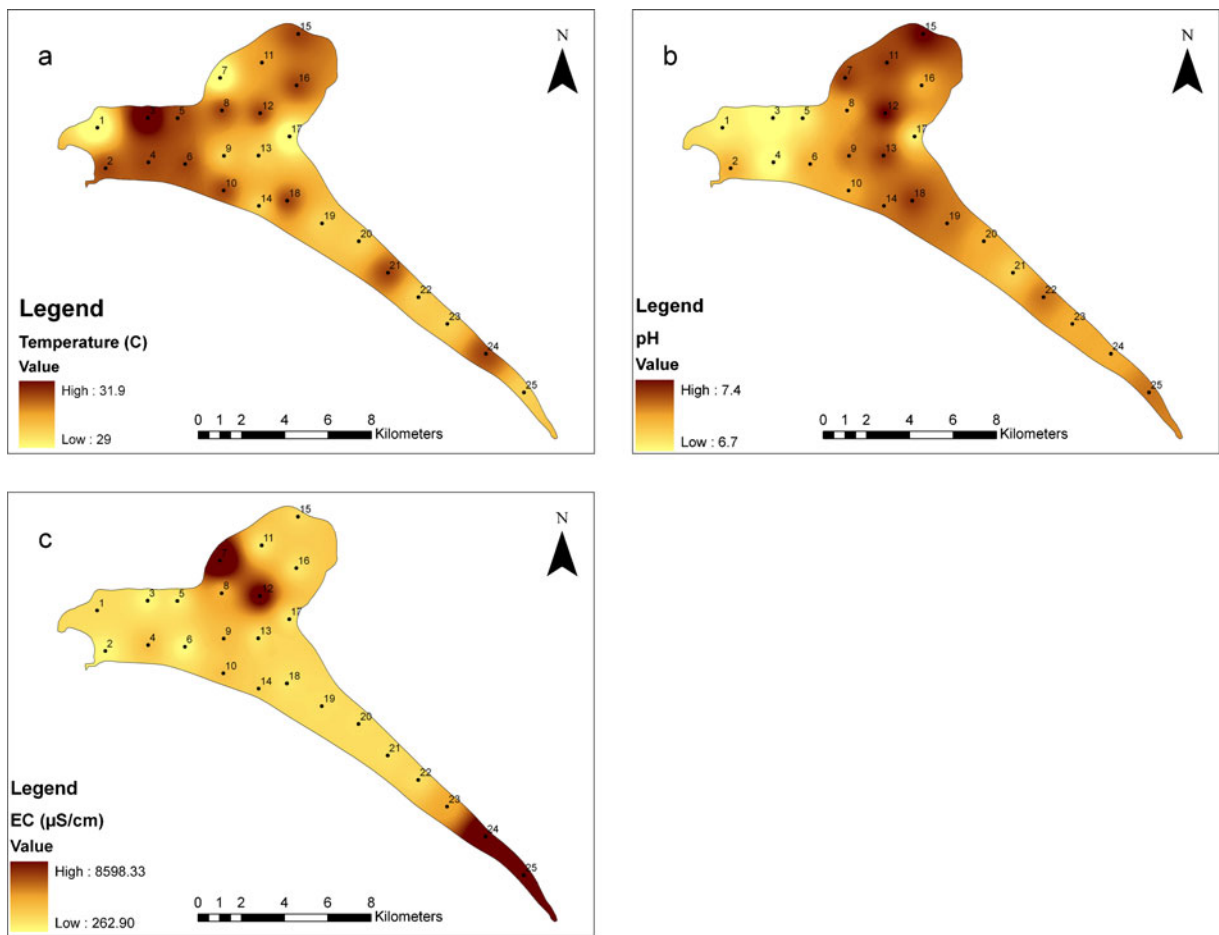 a
N
15
11
7
16
8
12
5
1
17
4
6
9
13
2
10
18
14
19
20
21
22
23
24
25
Legend
Temperature (C)
Value
High : 31.9
Low : 29
0 1 2 4 6 8
Kilometers
b
N
15
11
7
16
8
12
3
5
1
17
4
6
9
13
2
10
18
14
19
20
21
22
23
24
25
Legend
pH
Value
High : 7.4
Low : 6.7
0 1 2 4 6 8
Kilometers
c
N
15
11
7
16
8
12
3
5
1
17
4
6
9
13
2
10
18
14
19
20
21
22
23
24
25
Legend
EC (µS/cm)
Value
High : 8598.33
Low : 262.90
0 1 2 4 6 8
Kilometers